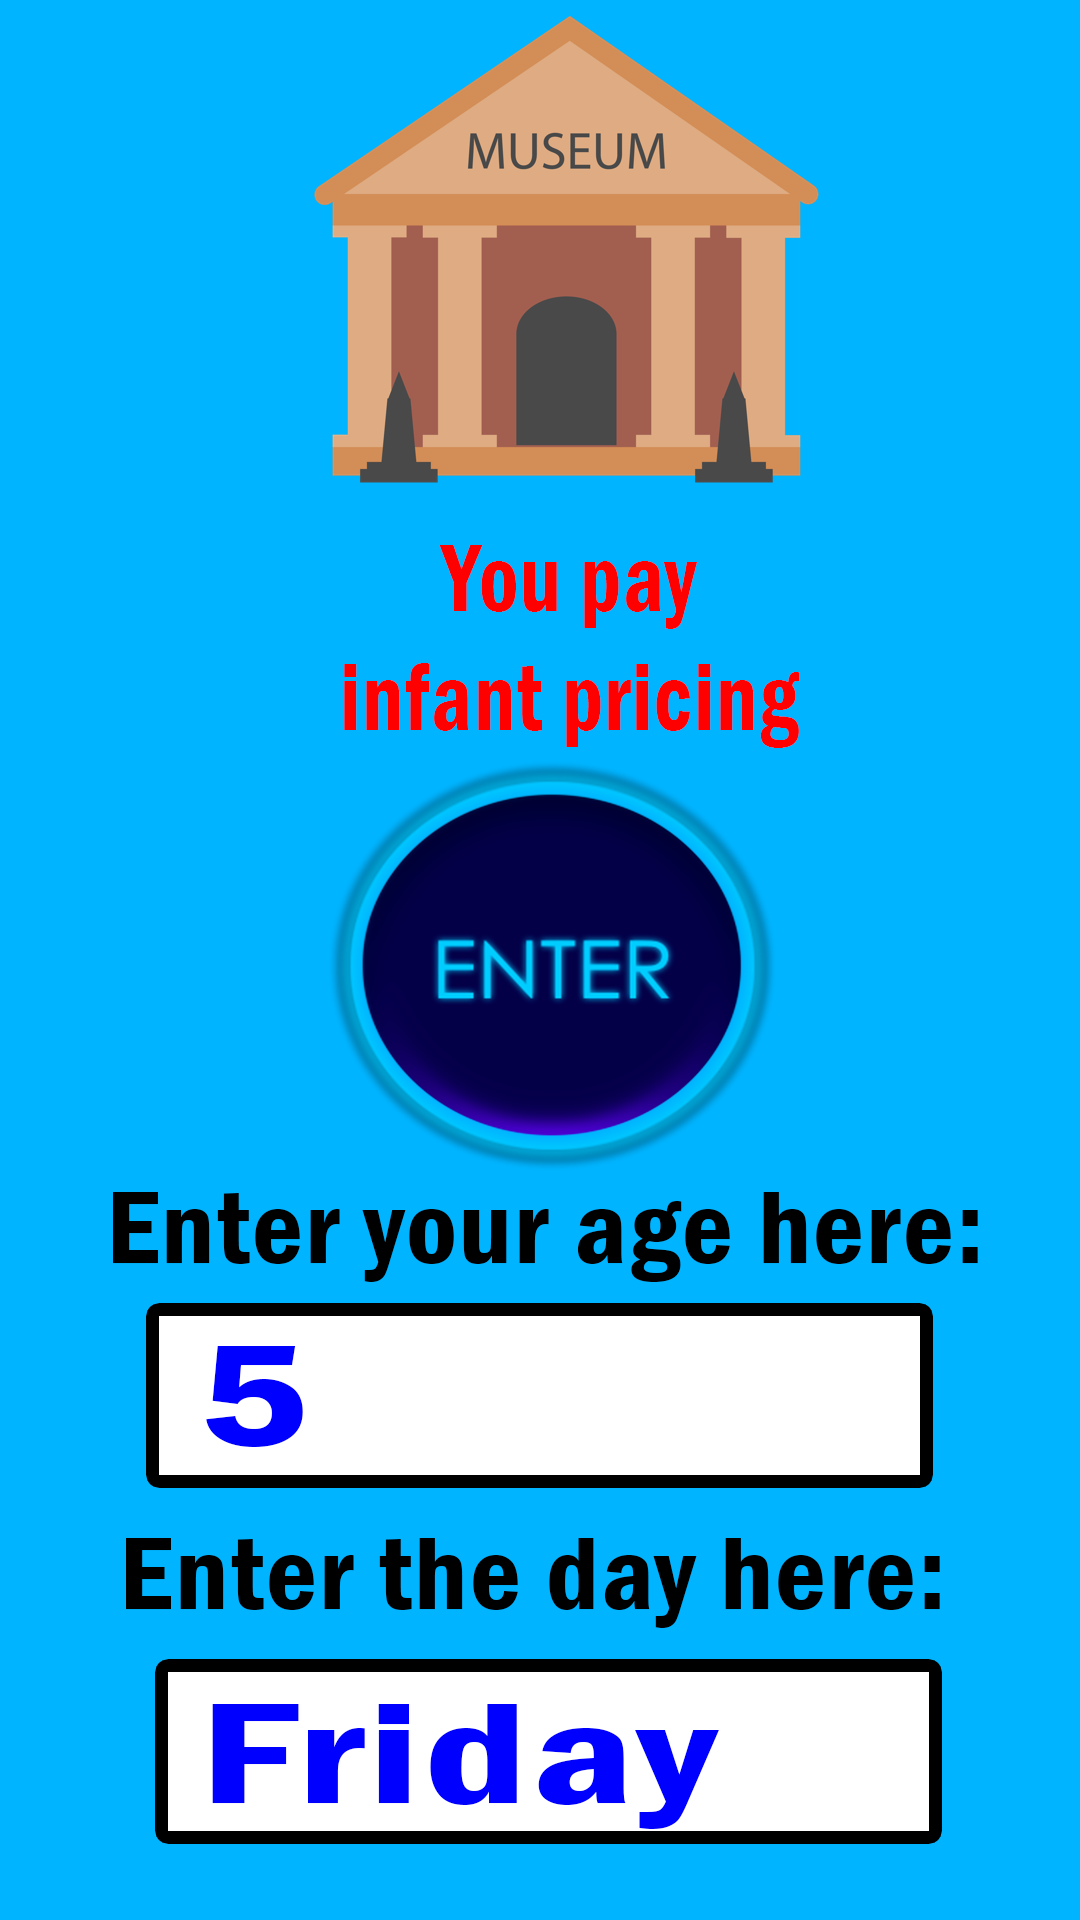 MUSEUM
You pay
infant pricing
ENTER
Enter your age here:
5
Enter the day here:
Friday